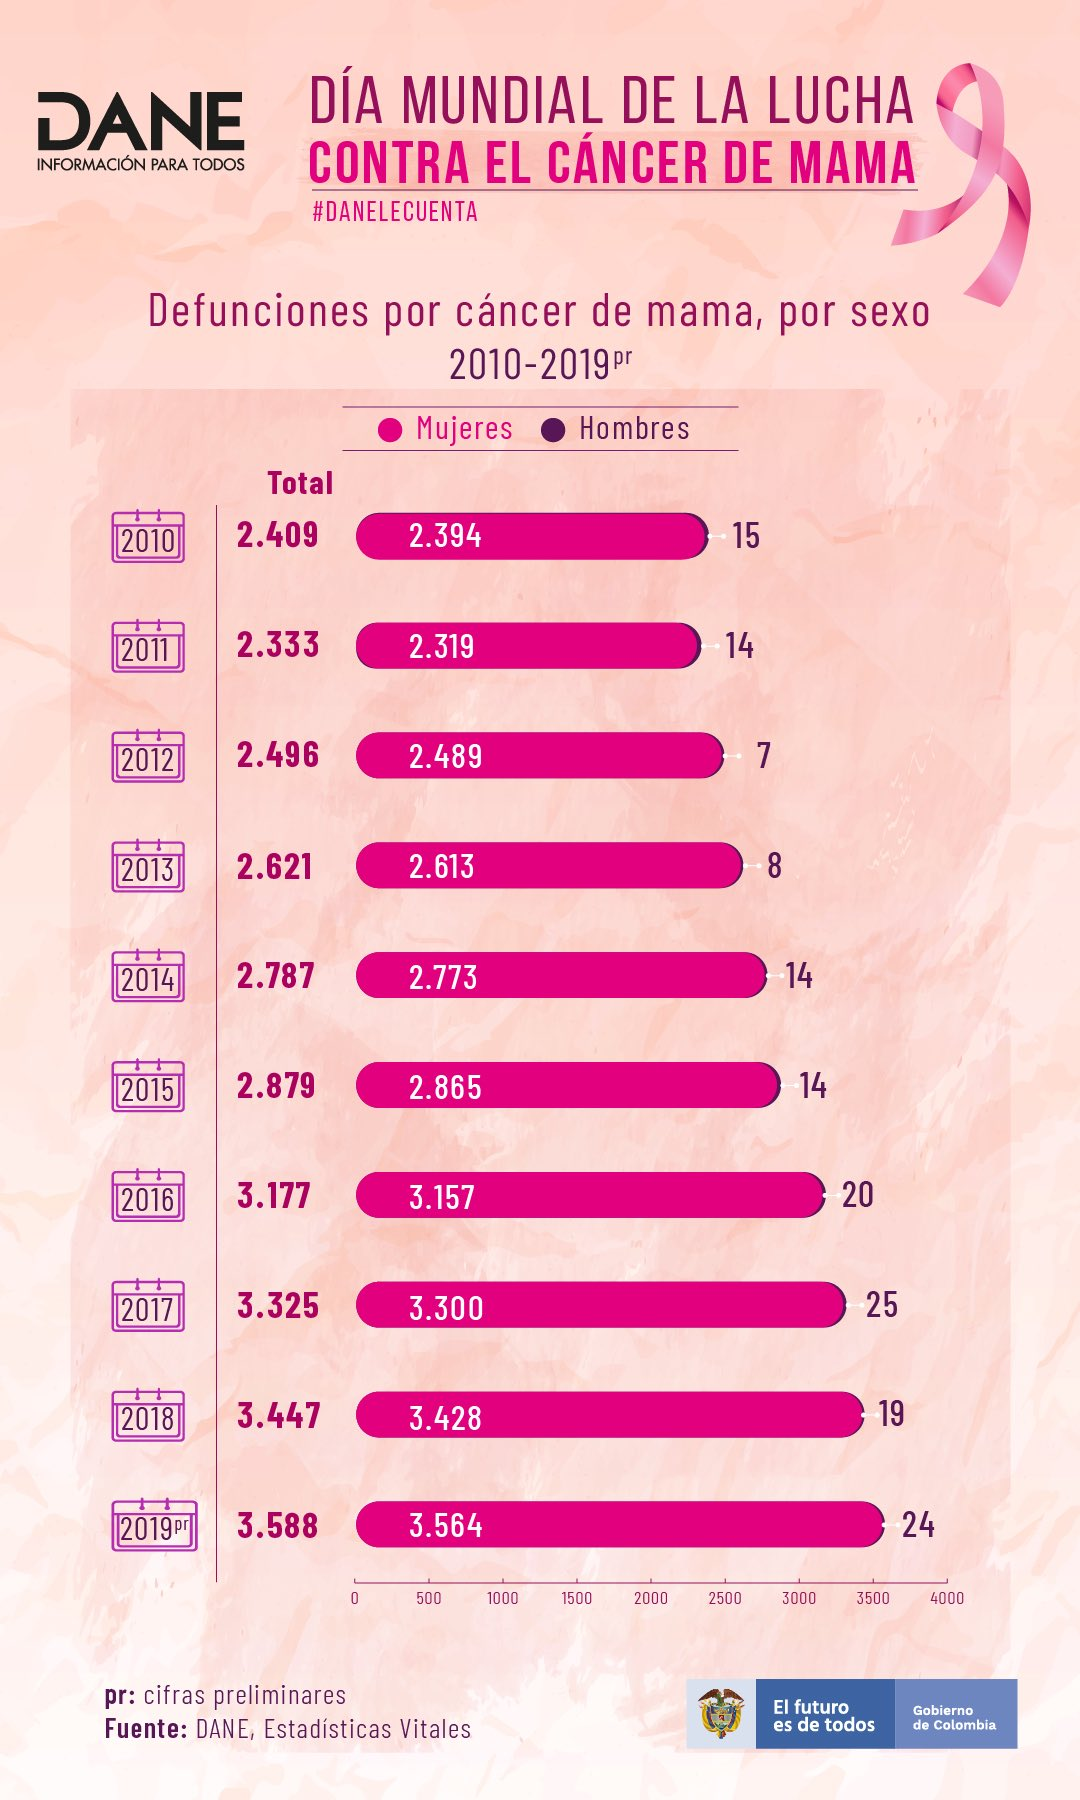 DANE
INFORMACIÓN PARA TODOS
DÍA MUNDIAL DE LA LUCHA
CONTRA EL CÁNCER DE MAMA
#DANELECUENTA
Defunciones por cáncer de mama, por sexo
2010-2019pr
Mujeres Hombres
Total
2010 2.409 2.394 15
2011 2.333 2.319 14
2012 2.496 2.489 7
2013 2.621 2.613 8
2014 2.787 2.773 14
2015 2.879 2.865 14
2016 3.177 3.157 20
2017 3.325 3.300 25
2018 3.447 3.428 19
2019pr 3.588 3.564 24
0 500 1000 1500 2000 2500 3000 3500 4000
pr: cifras preliminares
Fuente: DANE, Estadísticas Vitales
El futuro
es de todos
Gobierno
de Colombia